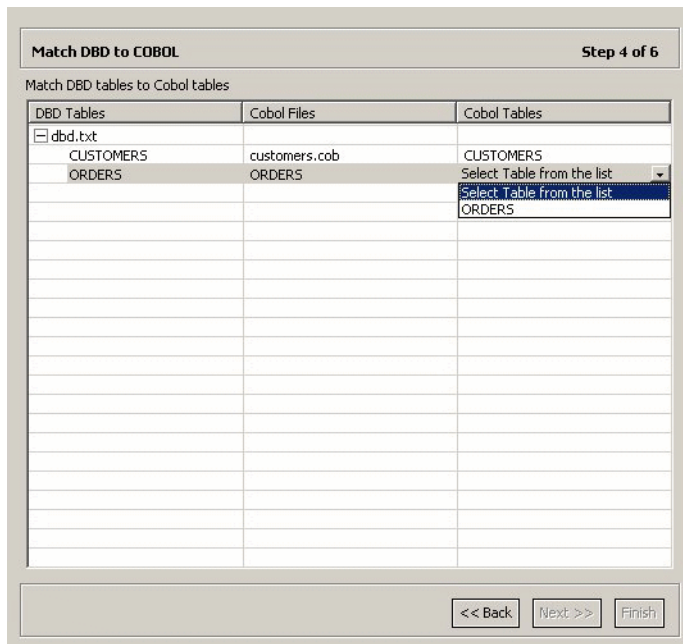 Match DBD to COBOL Step 4 of 6
Match DBD tables to Cobol tables
DBD Tables Cobol Files Cobol Tables
dbd.txt
CUSTOMERS customers.cob CUSTOMERS
ORDERS ORDERS Select Table from the list
Select Table from the list
ORDERS
<< Back Next >> Finish